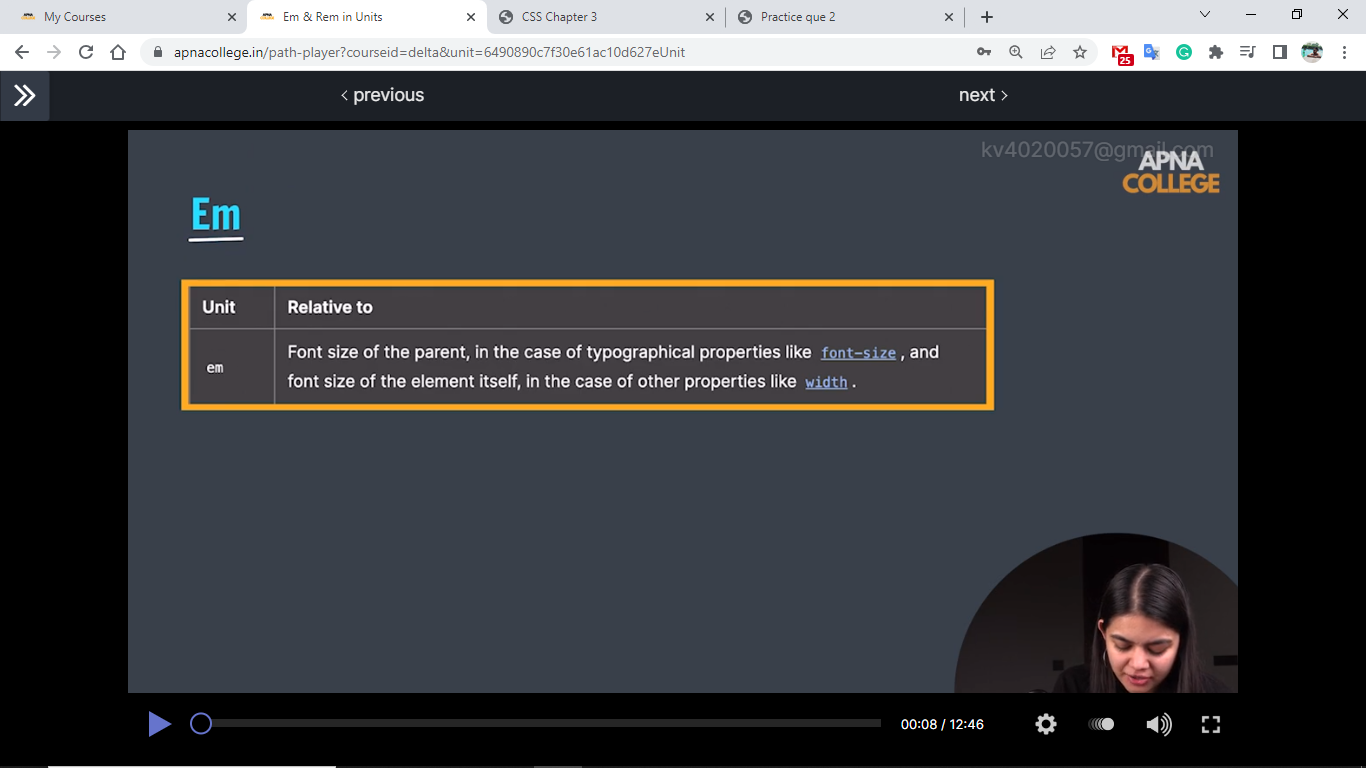 My Courses
Em & Rem in Units
CSS Chapter 3
Practice que 2
apnacollege.in/path-player?courseid=delta&unit=6490890c7f30e61ac10d627eUnit
25
previous
next
kv4020057@gmail.com
APNA
COLLEGE
Em
Unit Relative to
Font size of the parent, in the case of typographical properties like font-size, and
em
font size of the element itself, in the case of other properties like width.
00:08 / 12:46